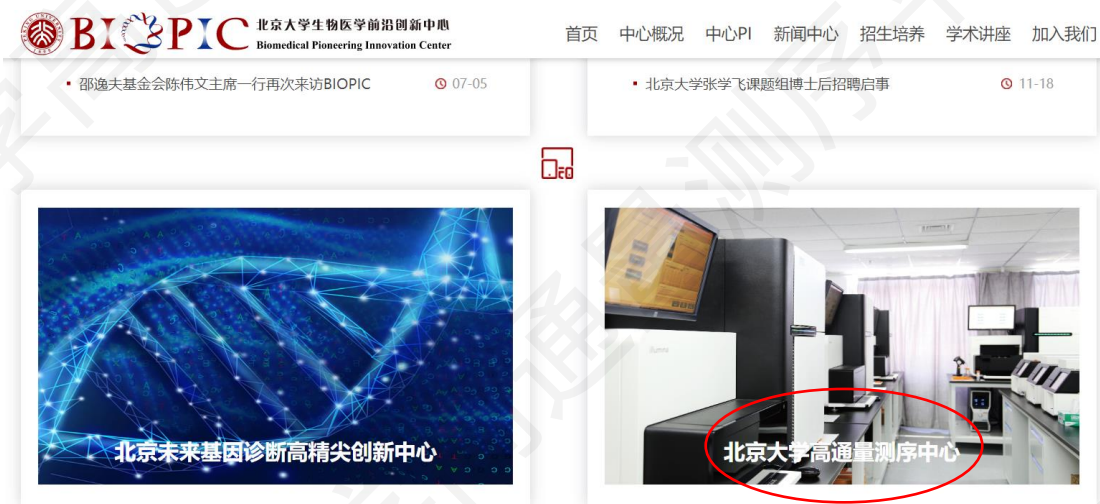 BIOPIC 北京大学生物医学前沿创新中心
Biomedical Pioneering Innovation Center
首页 中心概况 中心PI 新闻中心 招生培养 学术讲座 加入我们
邵逸夫基金会陈伟文主席一行再次来访BIOPIC 07-05
北京大学张学飞课题组博士后招聘启事 11-18
北京未来基因诊断高精尖创新中心
北京大学高通量测序中心
illumina